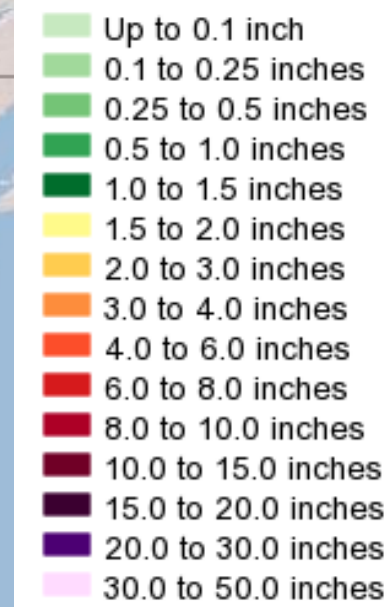 Up to 0.1 inch
0.1 to 0.25 inches
0.25 to 0.5 inches
0.5 to 1.0 inches
1.0 to 1.5 inches
1.5 to 2.0 inches
2.0 to 3.0 inches
3.0 to 4.0 inches
4.0 to 6.0 inches
6.0 to 8.0 inches
8.0 to 10.0 inches
10.0 to 15.0 inches
15.0 to 20.0 inches
20.0 to 30.0 inches
30.0 to 50.0 inches